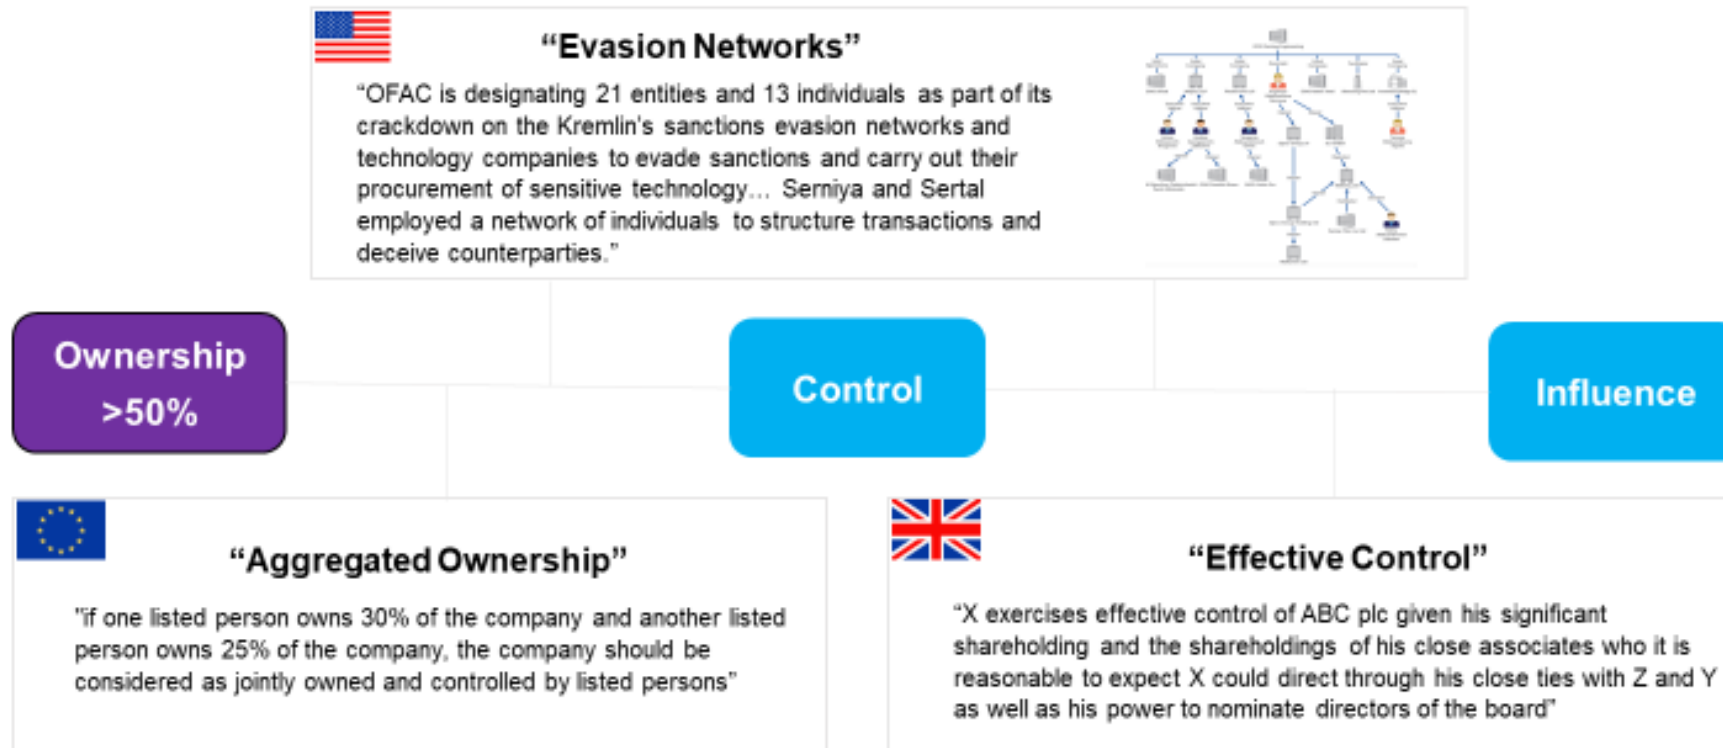 “Evasion Networks”
“OFAC is designating 21 entities and 13 individuals as part of its
crackdown on the Kremlin’s sanctions evasion networks and
technology companies to evade sanctions and carry out their
procurement of sensitive technology… Serniya and Sertal
employed a network of individuals to structure transactions and
deceive counterparties.”
Ownership
>50%
Control
Influence
“Aggregated Ownership”
"if one listed person owns 30% of the company and another listed
person owns 25% of the company, the company should be
considered as jointly owned and controlled by listed persons”
“Effective Control”
“X exercises effective control of ABC plc given his significant
shareholding and the shareholdings of his close associates who it is
reasonable to expect X could direct through his close ties with Z and Y
as well as his power to nominate directors of the board”